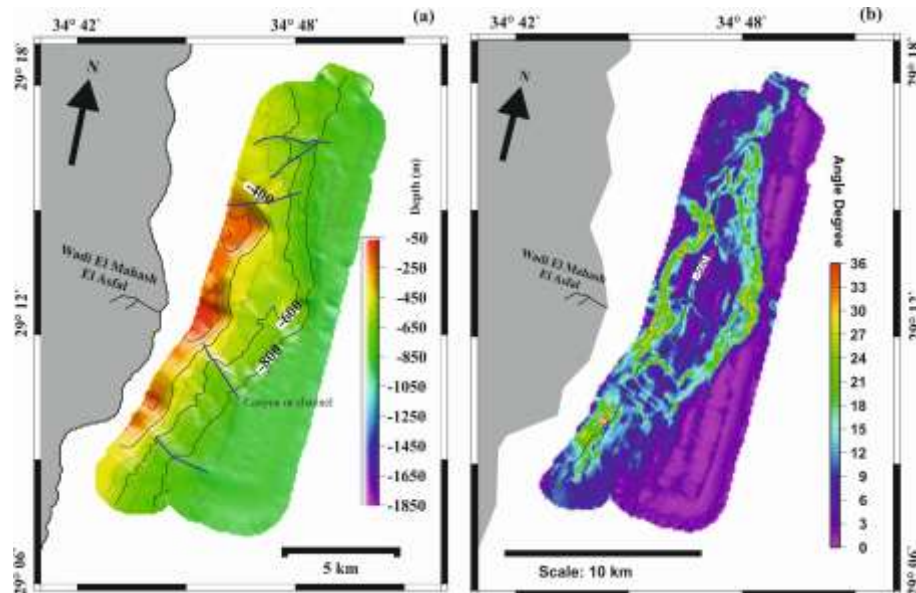 (a)
34° 42`
34° 48`
29° 18`
29° 12`
29° 06`
N
-400
-600
-800
Wadi El Mahash
El Asfal
Canyon or channel
Depth (m)
-50
-250
-450
-650
-850
-1050
-1250
-1450
-1650
-1850
5 km
(b)
34° 42`
34° 48`
N
Wadi El Mahash
El Asfal
Angle Degree
36
33
30
27
24
21
18
15
12
9
6
3
0
Scale: 10 km